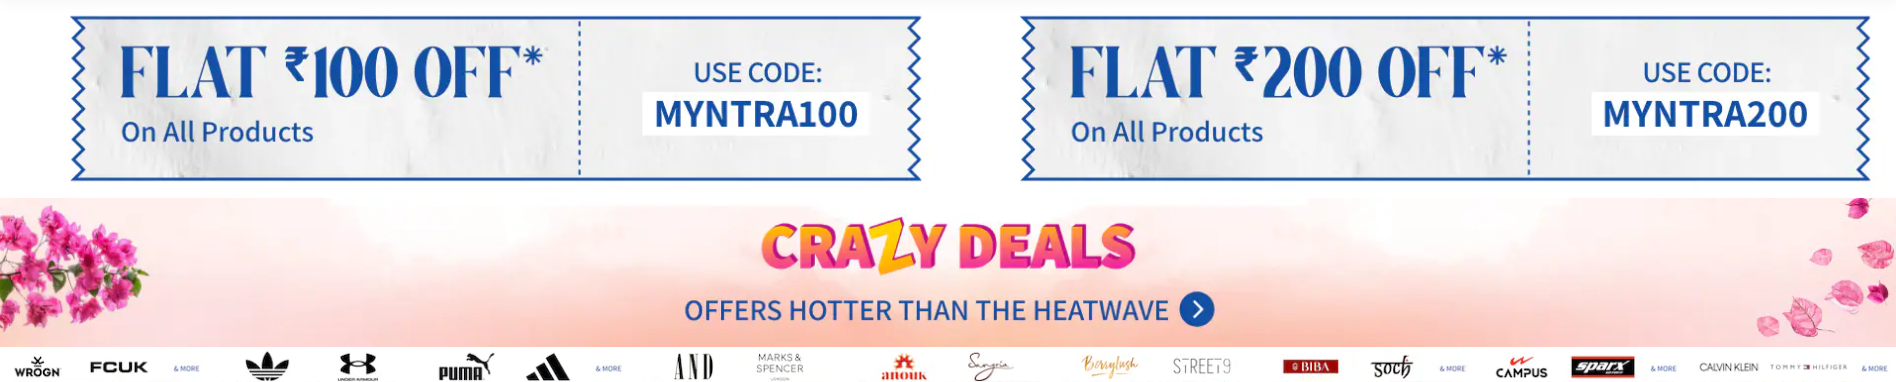 FLAT ₹100 OFF*
On All Products
USE CODE:
MYNTRA100
FLAT ₹200 OFF*
On All Products
USE CODE:
MYNTRA200
CRAZY DEALS
OFFERS HOTTER THAN THE HEATWAVE
WROGN
FCUK
& MORE
UNDER ARMOUR
PUMA
& MORE
AND
MARKS &
SPENCER
LONDON
anouk
Sangria
Berrylush
STREET9
BIBA
Soch
& MORE
CAMPUS
sparx
& MORE
CALVIN KLEIN
TOMMY HILFIGER
& MORE